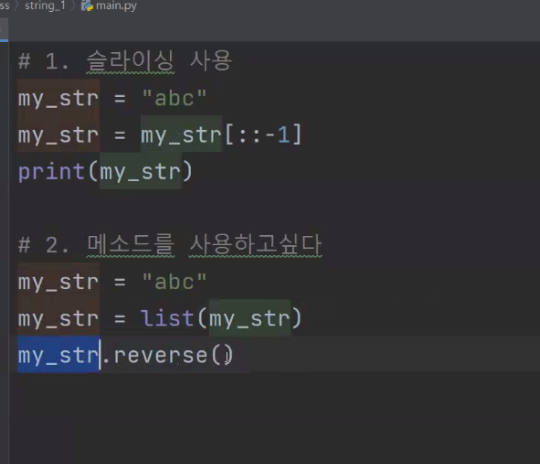 ss > string_1 > main.py
# 1. 슬라이싱 사용
my_str = "abc"
my_str = my_str[::-1]
print(my_str)
# 2. 메소드를 사용하고싶다
my_str = "abc"
my_str = list(my_str)
my_str.reverse()